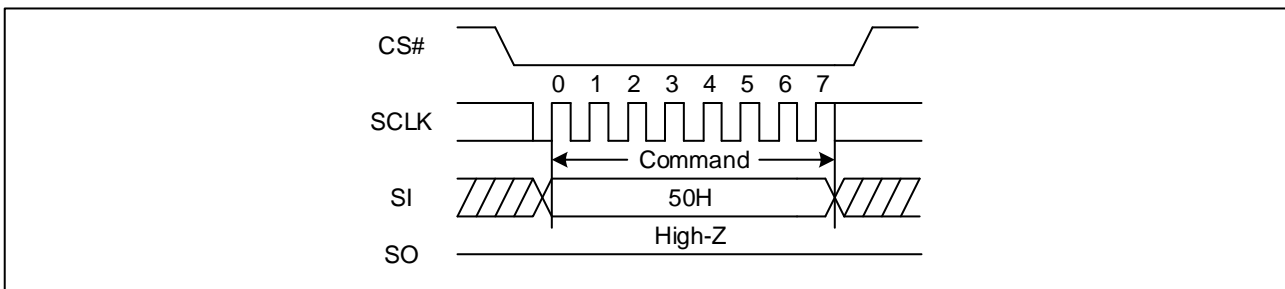 CS#
0 1 2 3 4 5 6 7
SCLK
Command
SI
50H
High-Z
SO